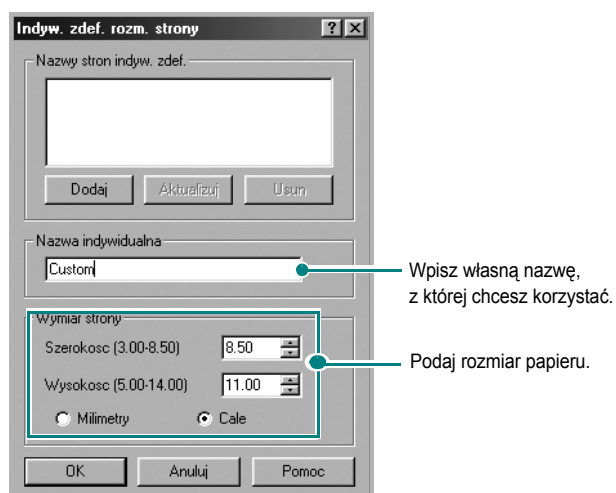 Indyw. zdef. rozm. strony
Nazwy stron indyw. zdef.
Dodaj Aktualizuj Usun
Nazwa indywidualna
Custom
Wpisz własną nazwę,
z której chcesz korzystać.
Wymiar strony
Szerokosc (3.00-8.50) 8.50
Podaj rozmiar papieru.
Wysokosc (5.00-14.00) 11.00
Milimetry Cale
OK Anuluj Pomoc